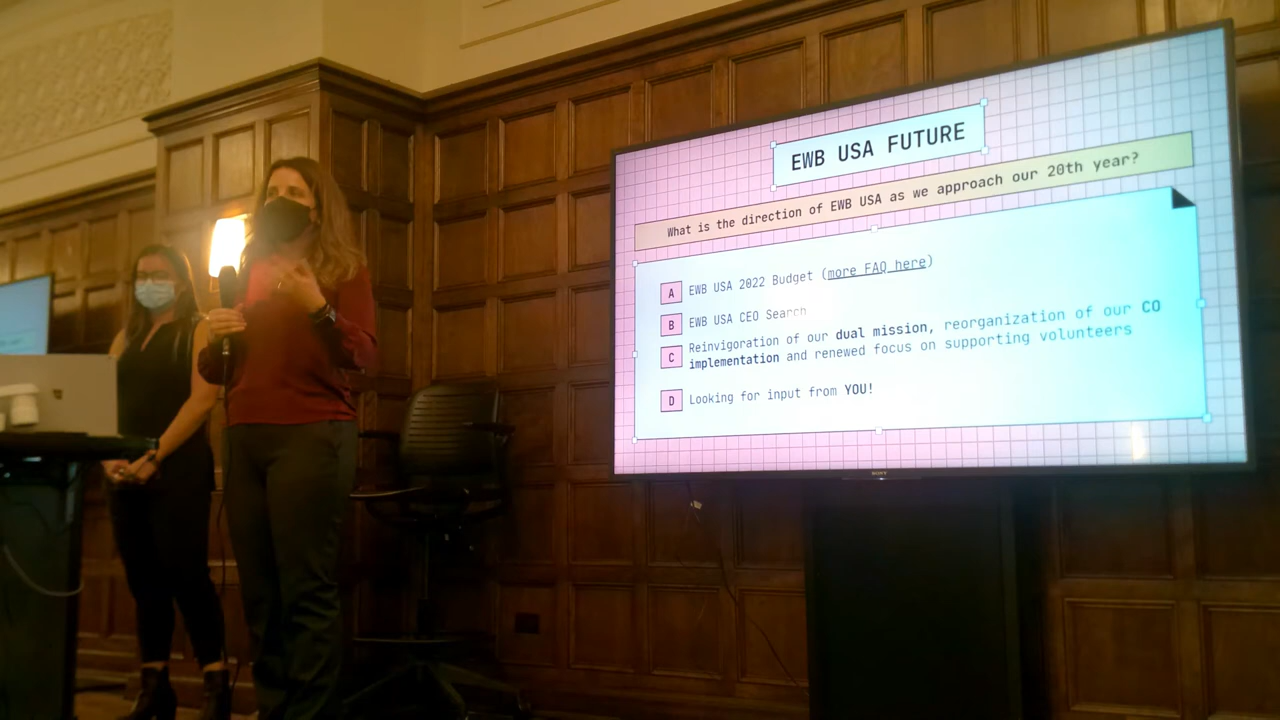 EWB USA FUTURE
What is the direction of EWB USA as we approach our 20th year?
A EWB USA 2022 Budget (more FAQ here)
B EWB USA CEO Search
C Reinvigoration of our dual mission, reorganization of our CO
implementation and renewed focus on supporting volunteers
D Looking for input from YOU!
SONY